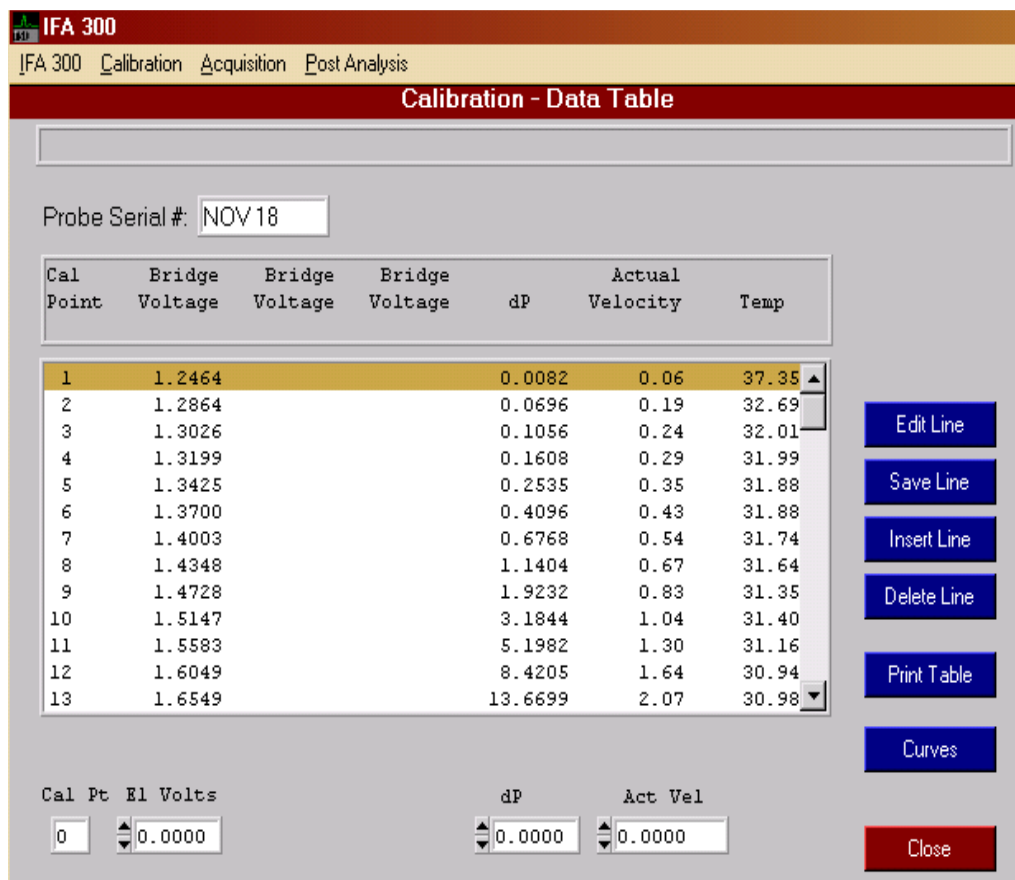 IFA 300
IFA 300 Calibration Acquisition Post Analysis
Calibration - Data Table
Probe Serial #: NOV 18
Cal Bridge Bridge Bridge Actual
Point Voltage Voltage Voltage dP Velocity Temp
1 1.2464 0.0082 0.06 37.35
2 1.2864 0.0696 0.19 32.69
3 1.3026 0.1056 0.24 32.01
4 1.3199 0.1608 0.29 31.99
5 1.3425 0.2535 0.35 31.88
6 1.3700 0.4096 0.43 31.88
7 1.4003 0.6768 0.54 31.74
8 1.4348 1.1404 0.67 31.64
9 1.4728 1.9232 0.83 31.35
10 1.5147 3.1844 1.04 31.40
11 1.5583 5.1982 1.30 31.16
12 1.6049 8.4205 1.64 30.94
13 1.6549 13.6699 2.07 30.98
Edit Line
Save Line
Insert Line
Delete Line
Print Table
Curves
Cal Pt El Volts dP Act Vel
0 0.0000 0.0000 0.0000
Close